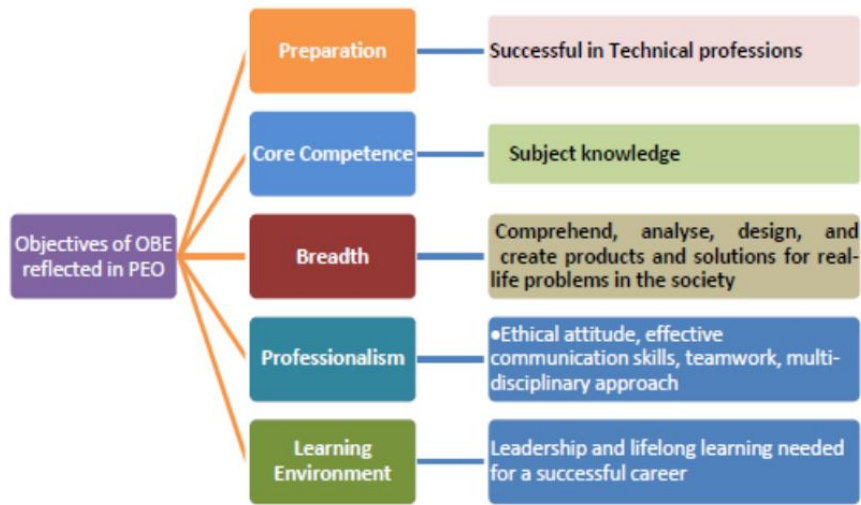 Objectives of OBE
reflected in PEO
Preparation
Successful in Technical professions
Core Competence
Subject knowledge
Breadth
Comprehend, analyse, design, and
create products and solutions for real-
life problems in the society
Professionalism
•Ethical attitude, effective
communication skills, teamwork, multi-
disciplinary approach
Learning
Environment
Leadership and lifelong learning needed
for a successful career